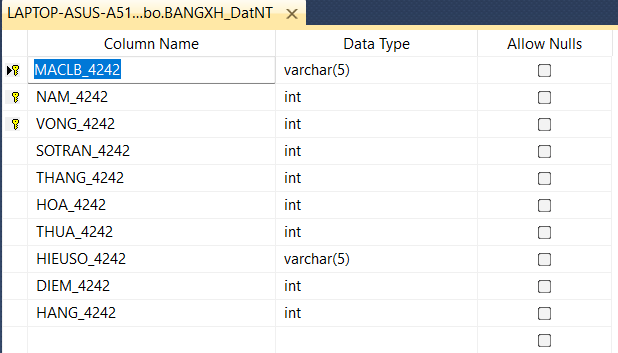 LAPTOP-ASUS-A51...bo.BANGXH_DatNT
Column Name Data Type Allow Nulls
MACLB_4242 varchar(5)
NAM_4242 int
VONG_4242 int
SOTRAN_4242 int
THANG_4242 int
HOA_4242 int
THUA_4242 int
HIEUSO_4242 varchar(5)
DIEM_4242 int
HANG_4242 int